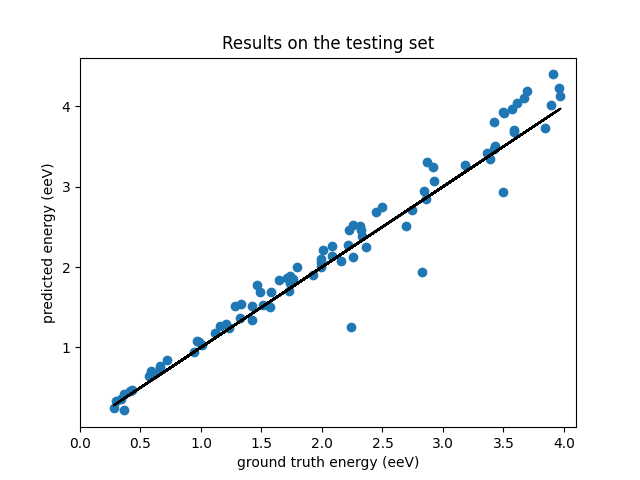 Results on the testing set
predicted energy (eeV)
4
3
2
1
0.0 0.5 1.0 1.5 2.0 2.5 3.0 3.5 4.0
ground truth energy (eeV)